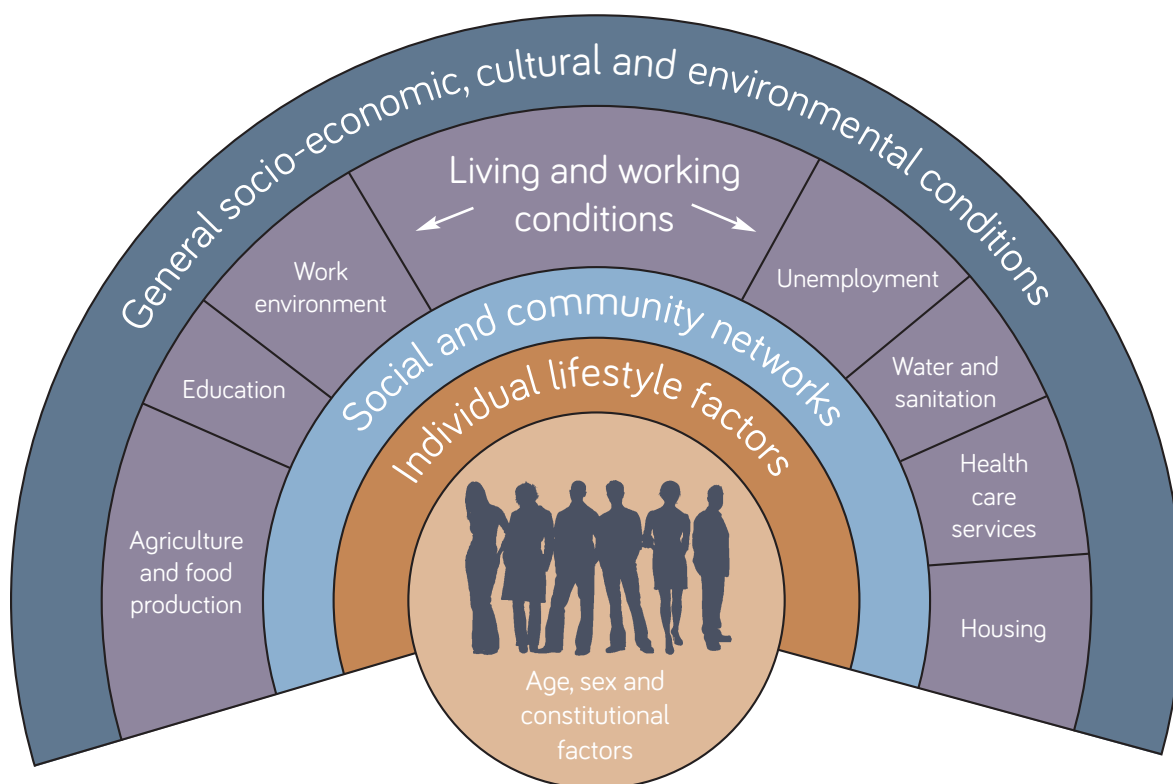 General socio-economic, cultural and environmental conditions
Living and working
conditions
Agriculture
and food
production
Education
Work
environment
Unemployment
Water and
sanitation
Health
care
services
Housing
Social and community networks
Individual lifestyle factors
Age, sex and
constitutional
factors